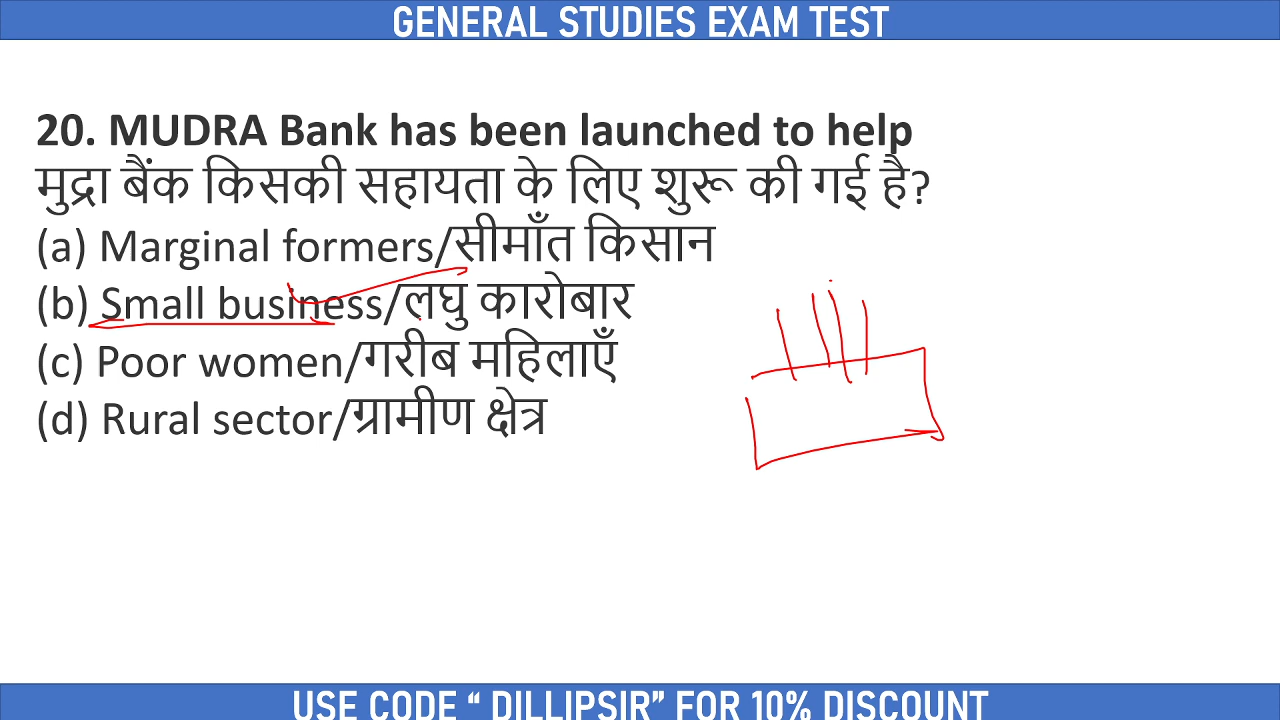 GENERAL STUDIES EXAM TEST
20. MUDRA Bank has been launched to help
मुद्रा बैंक किसकी सहायता के लिए शुरू की गई है?
(a) Marginal formers/सीमाँत किसान
(b) Small business/लघु कारोबार
(c) Poor women/गरीब महिलाएँ
(d) Rural sector/ग्रामीण क्षेत्र
USE CODE “ DILLIPSIR” FOR 10% DISCOUNT